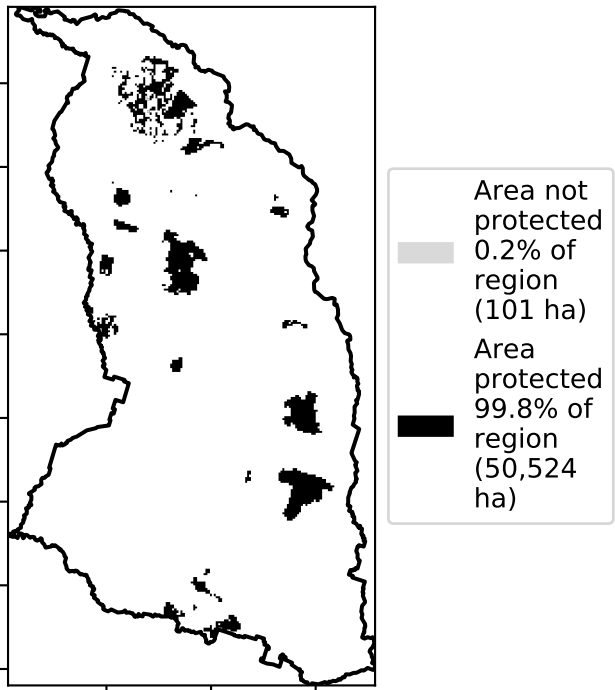 Area not
protected
0.2% of
region
(101 ha)
Area
protected
99.8% of
region
(50,524
ha)